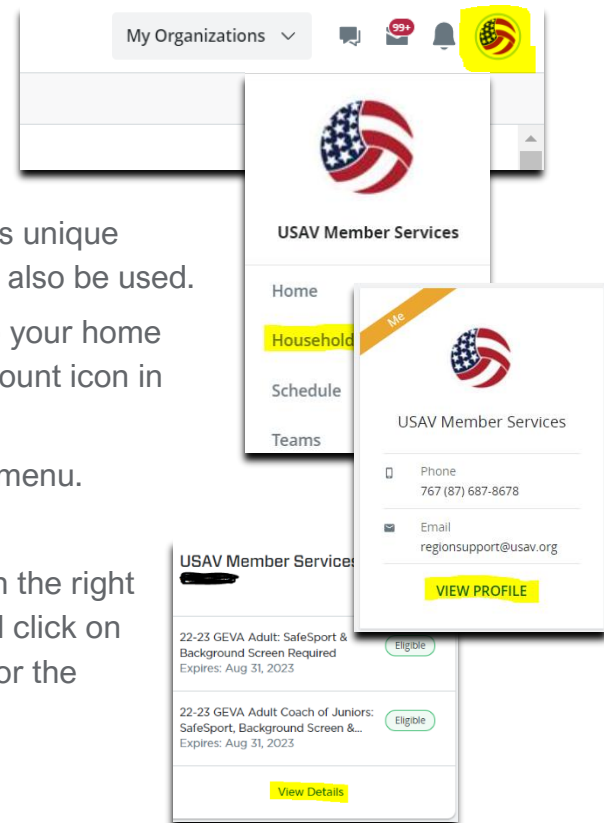 My Organizations
99+
s unique
also be used.
your home
ount icon in
menu.
n the right
l click on
or the
USAV Member Services
Home
Household
Schedule
Teams
Me
USAV Member Services
Phone
767 (87) 687-8678
Email
regionsupport@usav.org
VIEW PROFILE
USAV Member Services
22-23 GEVA Adult: SafeSport &
Background Screen Required
Eligible
Expires: Aug 31, 2023
22-23 GEVA Adult Coach of Juniors:
SafeSport, Background Screen &...
Eligible
Expires: Aug 31, 2023
View Details